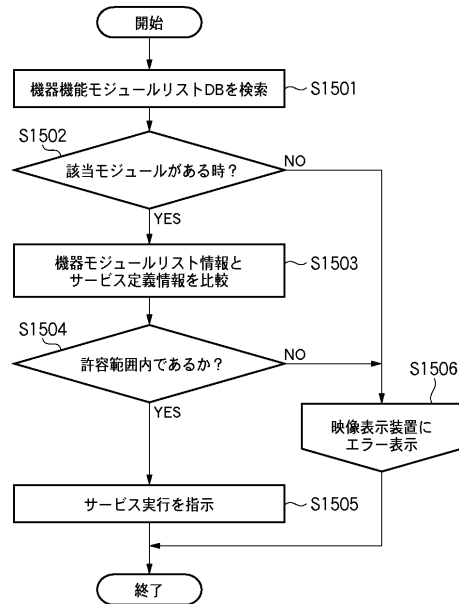 開始
機器機能モジュールリストDBを検索
S1501
S1502
該当モジュールがある時？
NO
YES
機器モジュールリスト情報と
サービス定義情報を比較
S1503
S1504
許容範囲内であるか？
NO
YES
S1506
映像表示装置に
エラー表示
サービス実行を指示
S1505
終了